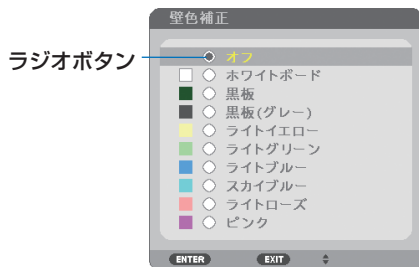 壁色補正
ラジオボタン
オフ
ホワイトボード
黒板
黒板(グレー)
ライトイエロー
ライトグリーン
ライトブルー
スカイブルー
ライトローズ
ピンク
ENTER EXIT